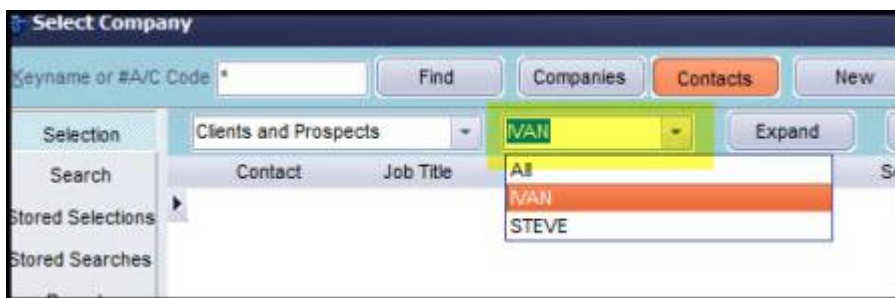 Select Company
Keyname or #A/C Code * Find Companies Contacts New
Selection Clients and Prospects IVAN Expand
Search Contact Job Title All
IVAN
Stored Selections STEVE
Stored Searches